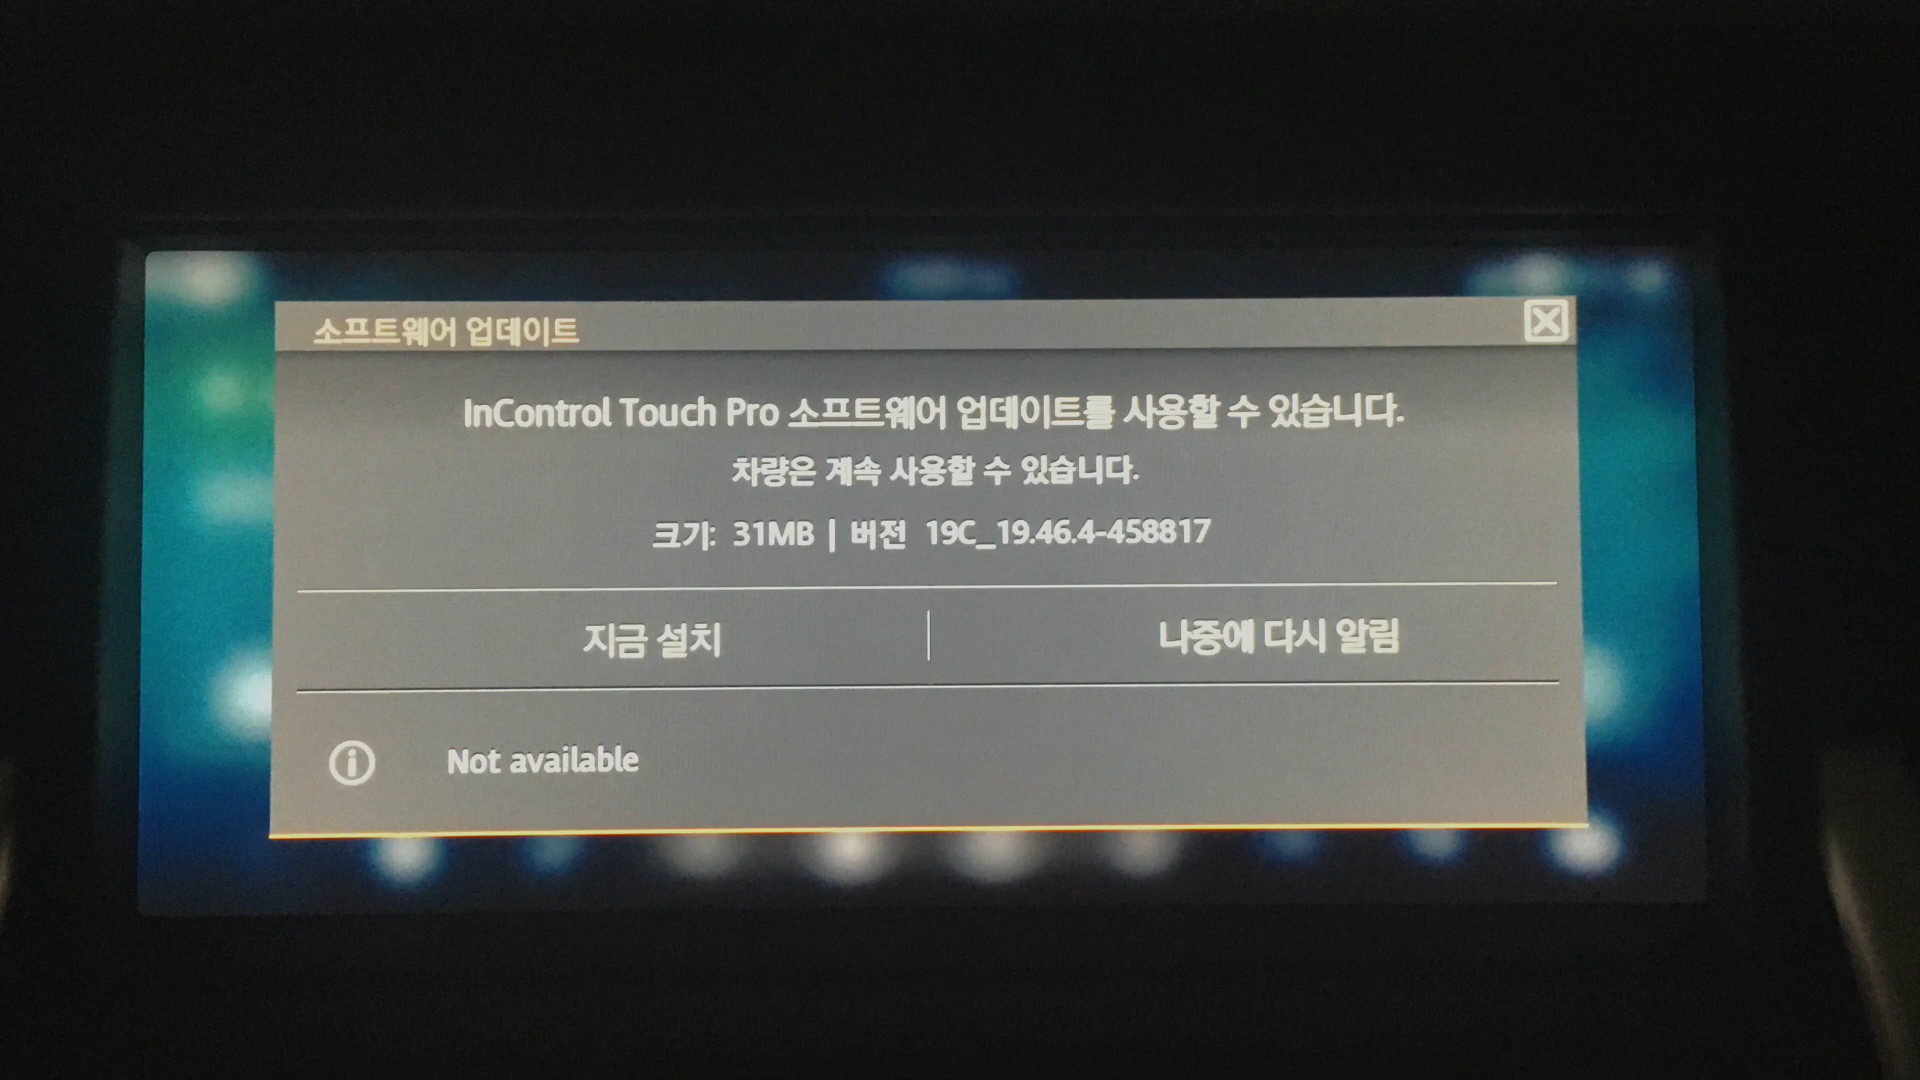 소프트웨어 업데이트
InControl Touch Pro 소프트웨어 업데이트를 사용할 수 있습니다.
차량은 계속 사용할 수 있습니다.
크기: 31MB | 버전 19C_19.46.4-458817
지금 설치
나중에 다시 알림
Not available